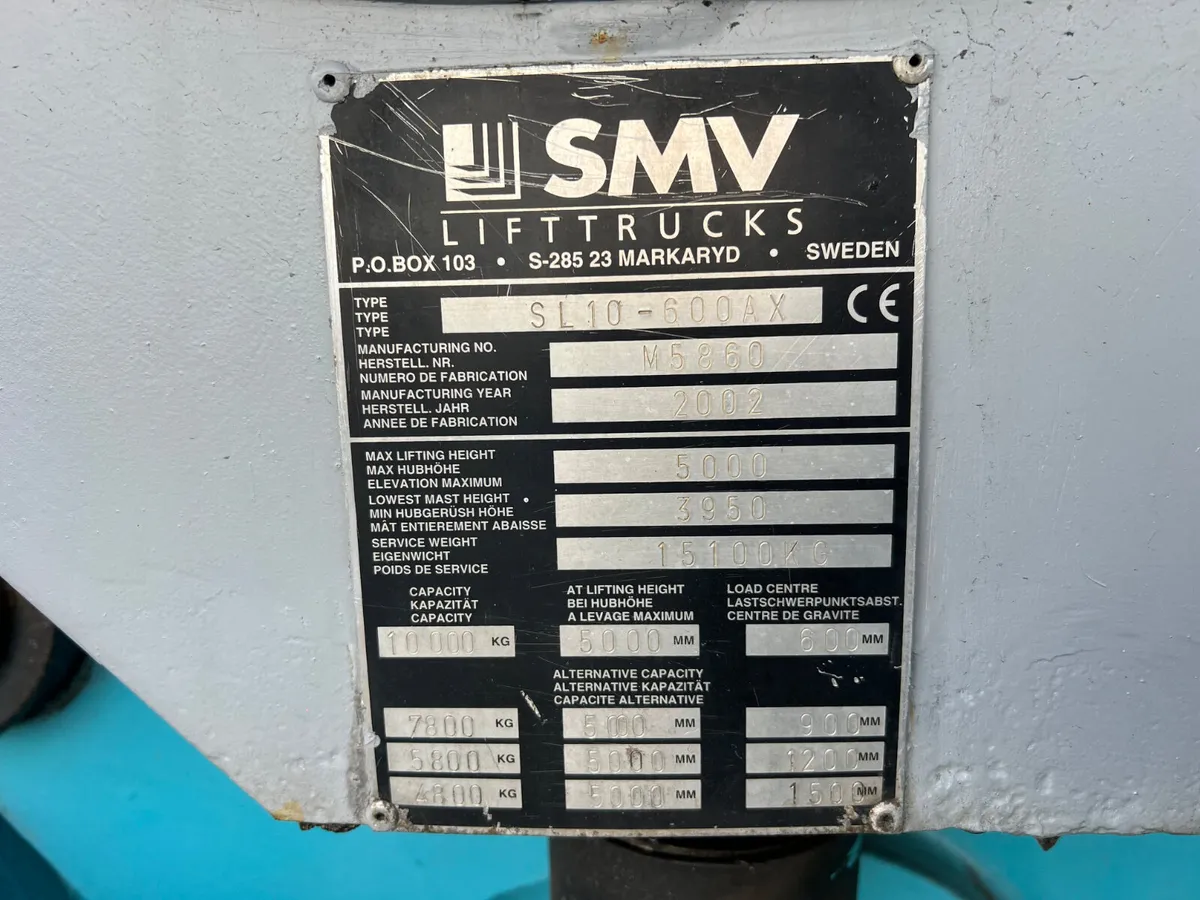 SMV
LIFTTRUCKS
P.O.BOX 103 • S-285 23 MARKARYD • SWEDEN
TYPE
TYPE
TYPE
SL10-600AX
CE
MANUFACTURING NO.
HERSTELL. NR.
NUMERO DE FABRICATION
M5860
MANUFACTURING YEAR
HERSTELL. JAHR
ANNEE DE FABRICATION
2002
MAX LIFTING HEIGHT
MAX HUBHÖHE
ELEVATION MAXIMUM
5000
LOWEST MAST HEIGHT
MIN HUBGERÜSH HÖHE
MÂT ENTIEREMENT ABAISSE
3950
SERVICE WEIGHT
EIGENWICHT
POIDS DE SERVICE
15100KG
CAPACITY
KAPAZITÄT
CAPACITY
AT LIFTING HEIGHT
BEI HUBHÖHE
A LEVAGE MAXIMUM
LOAD CENTRE
LASTSCHWERPUNKTSABST.
CENTRE DE GRAVITE
10000 KG 5000 MM 600 MM
ALTERNATIVE CAPACITY
ALTERNATIVE KAPAZITÄT
CAPACITE ALTERNATIVE
7800 KG 5000 MM 900 MM
5800 KG 5000 MM 1200 MM
4800 KG 5000 MM 1500 MM